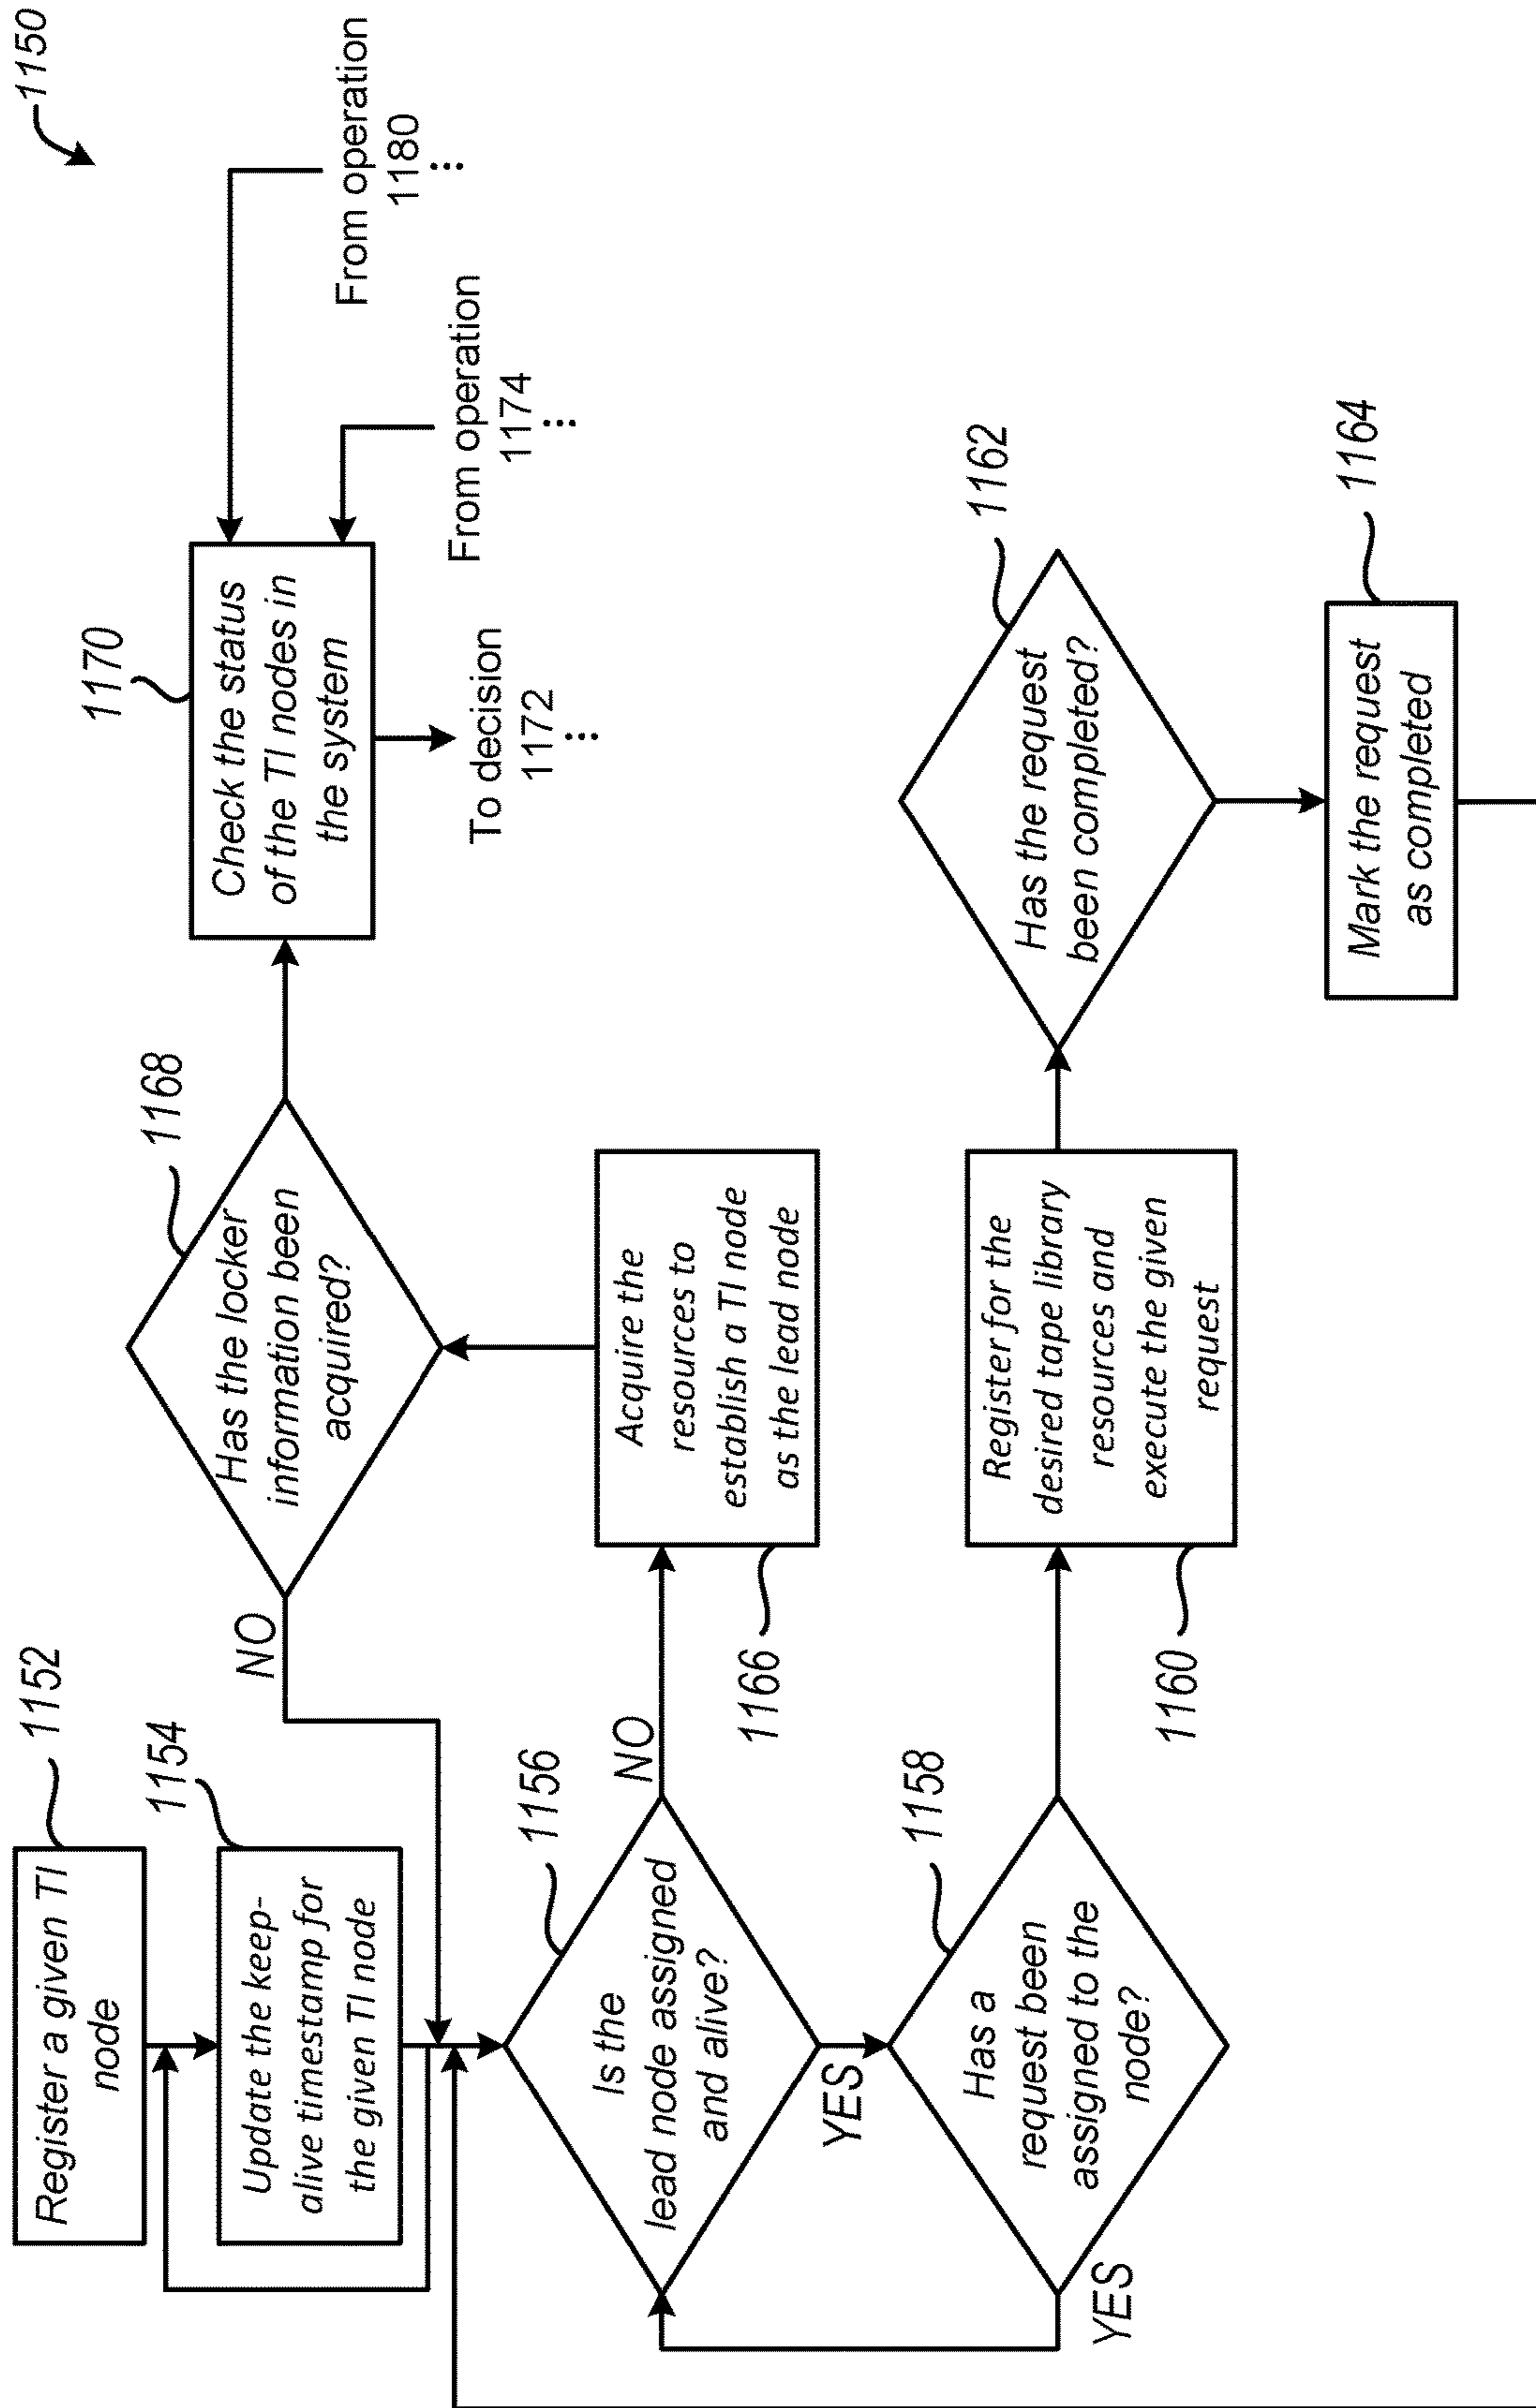 1150
1152
Register a given TI
node
1154
Update the keep-
alive timestamp for
the given TI node
1156
Is the
lead node assigned
and alive?
NO
YES
1158
Has a
request been
assigned to the
node?
YES
1168
Has the locker
information been
acquired?
NO
1166
Acquire the
resources to
establish a TI node
as the lead node
1160
Register for the
desired tape library
resources and
execute the given
request
1170
Check the status
of the TI nodes in
the system
To decision
1172
...
From operation
1174
...
From operation
1180
...
1162
Has the request
been completed?
1164
Mark the request
as completed